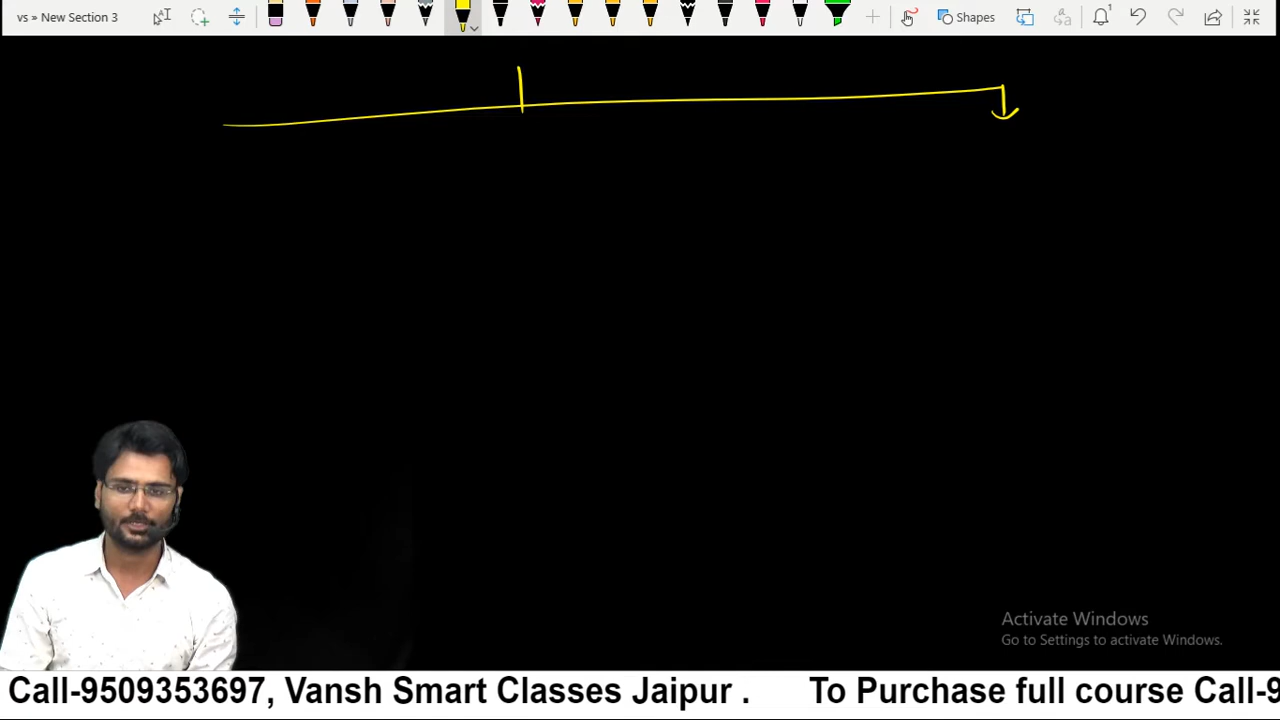 vs » New Section 3
Shapes
1
Activate Windows
Go to Settings to activate Windows.
Call-9509353697, Vansh Smart Classes Jaipur . To Purchase full course Call-9